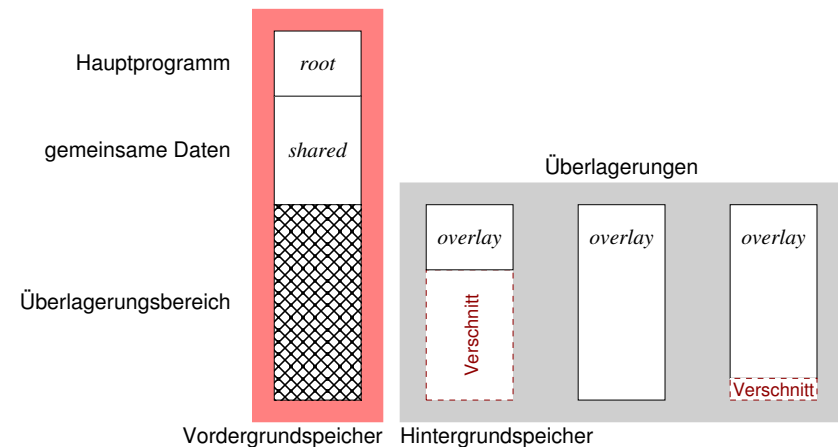 Hauptprogramm
root
gemeinsame Daten
shared
Überlagerungen
overlay
overlay
overlay
Überlagerungsbereich
Verschnitt
Verschnitt
Vordergrundspeicher
Hintergrundspeicher